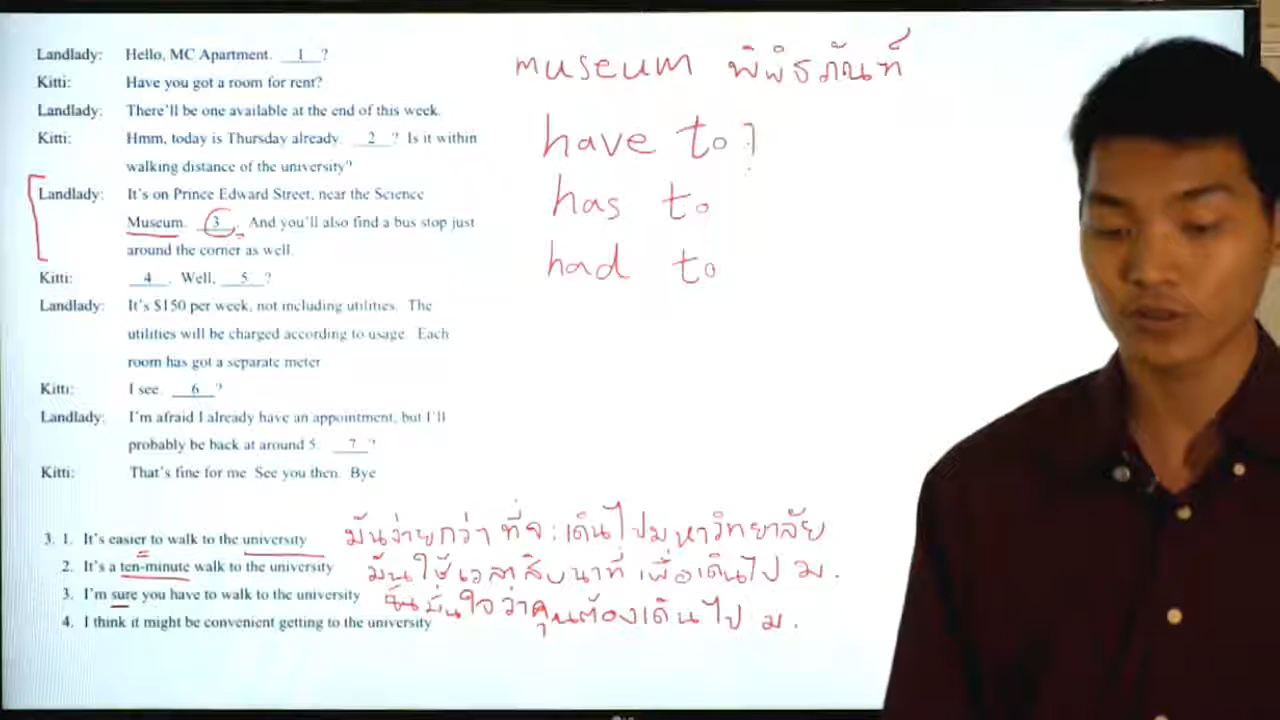 Landlady: Hello, MC Apartment. 1 ?
Kitti: Have you got a room for rent?
Landlady: There'll be one available at the end of this week.
Kitti: Hmm, today is Thursday already. 2 ? Is it within
walking distance of the university?
Landlady: It's on Prince Edward Street, near the Science
Museum. 3 . And you'll also find a bus stop just
around the corner as well.
Kitti: 4 . Well, 5 ?
Landlady: It's $150 per week, not including utilities. The
utilities will be charged according to usage. Each
room has got a separate meter
Kitti: I see. 6 ?
Landlady: I'm afraid I already have an appointment, but I'll
probably be back at around 5. 7 ?
Kitti: That's fine for me. See you then. Bye
museum พิพิธภัณฑ์
have to ?
has to
had to
3. 1. It's easier to walk to the university มันง่ายกว่า ที่จะเดินไปมหาวิทยาลัย
2. It's a ten-minute walk to the university มันใช้เวลาสิบนาที่ เพื่อเดินไป ม.
3. I'm sure you have to walk to the university ฉันมั่นใจว่าคุณต้องเดินไป ม.
4. I think it might be convenient getting to the university